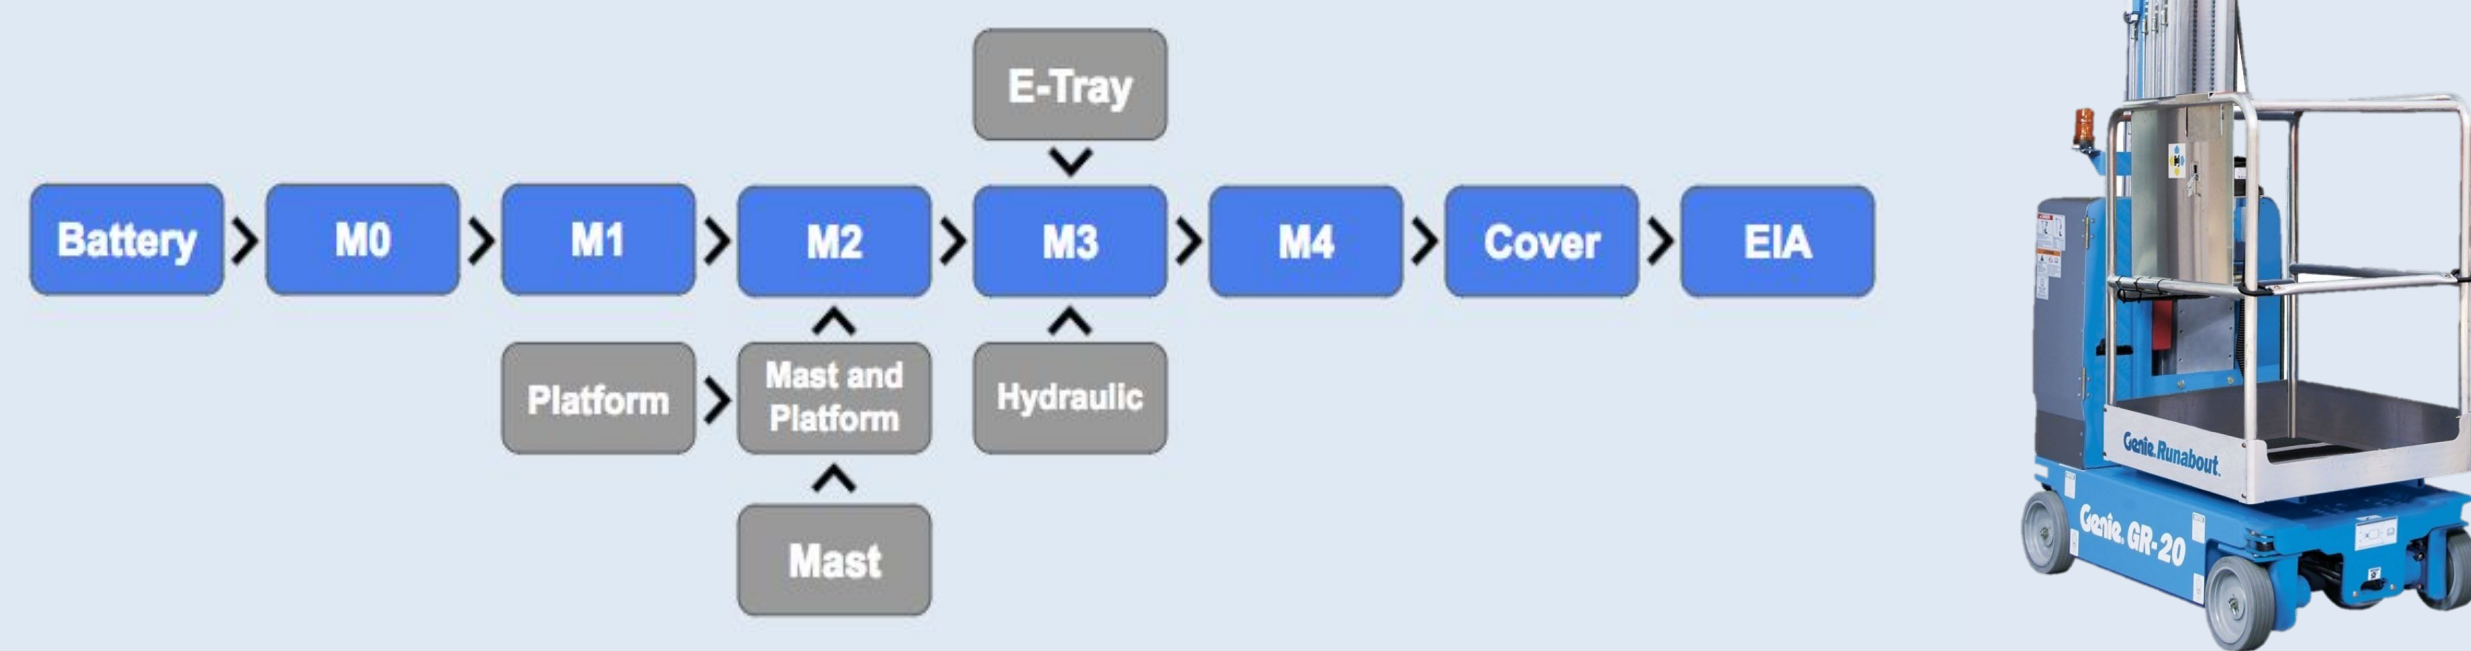 E-Tray
Battery
M0
M1
M2
M3
M4
Cover
EIA
Platform
Mast and
Platform
Hydraulic
Mast
Genie Runabout
Genie GR-20